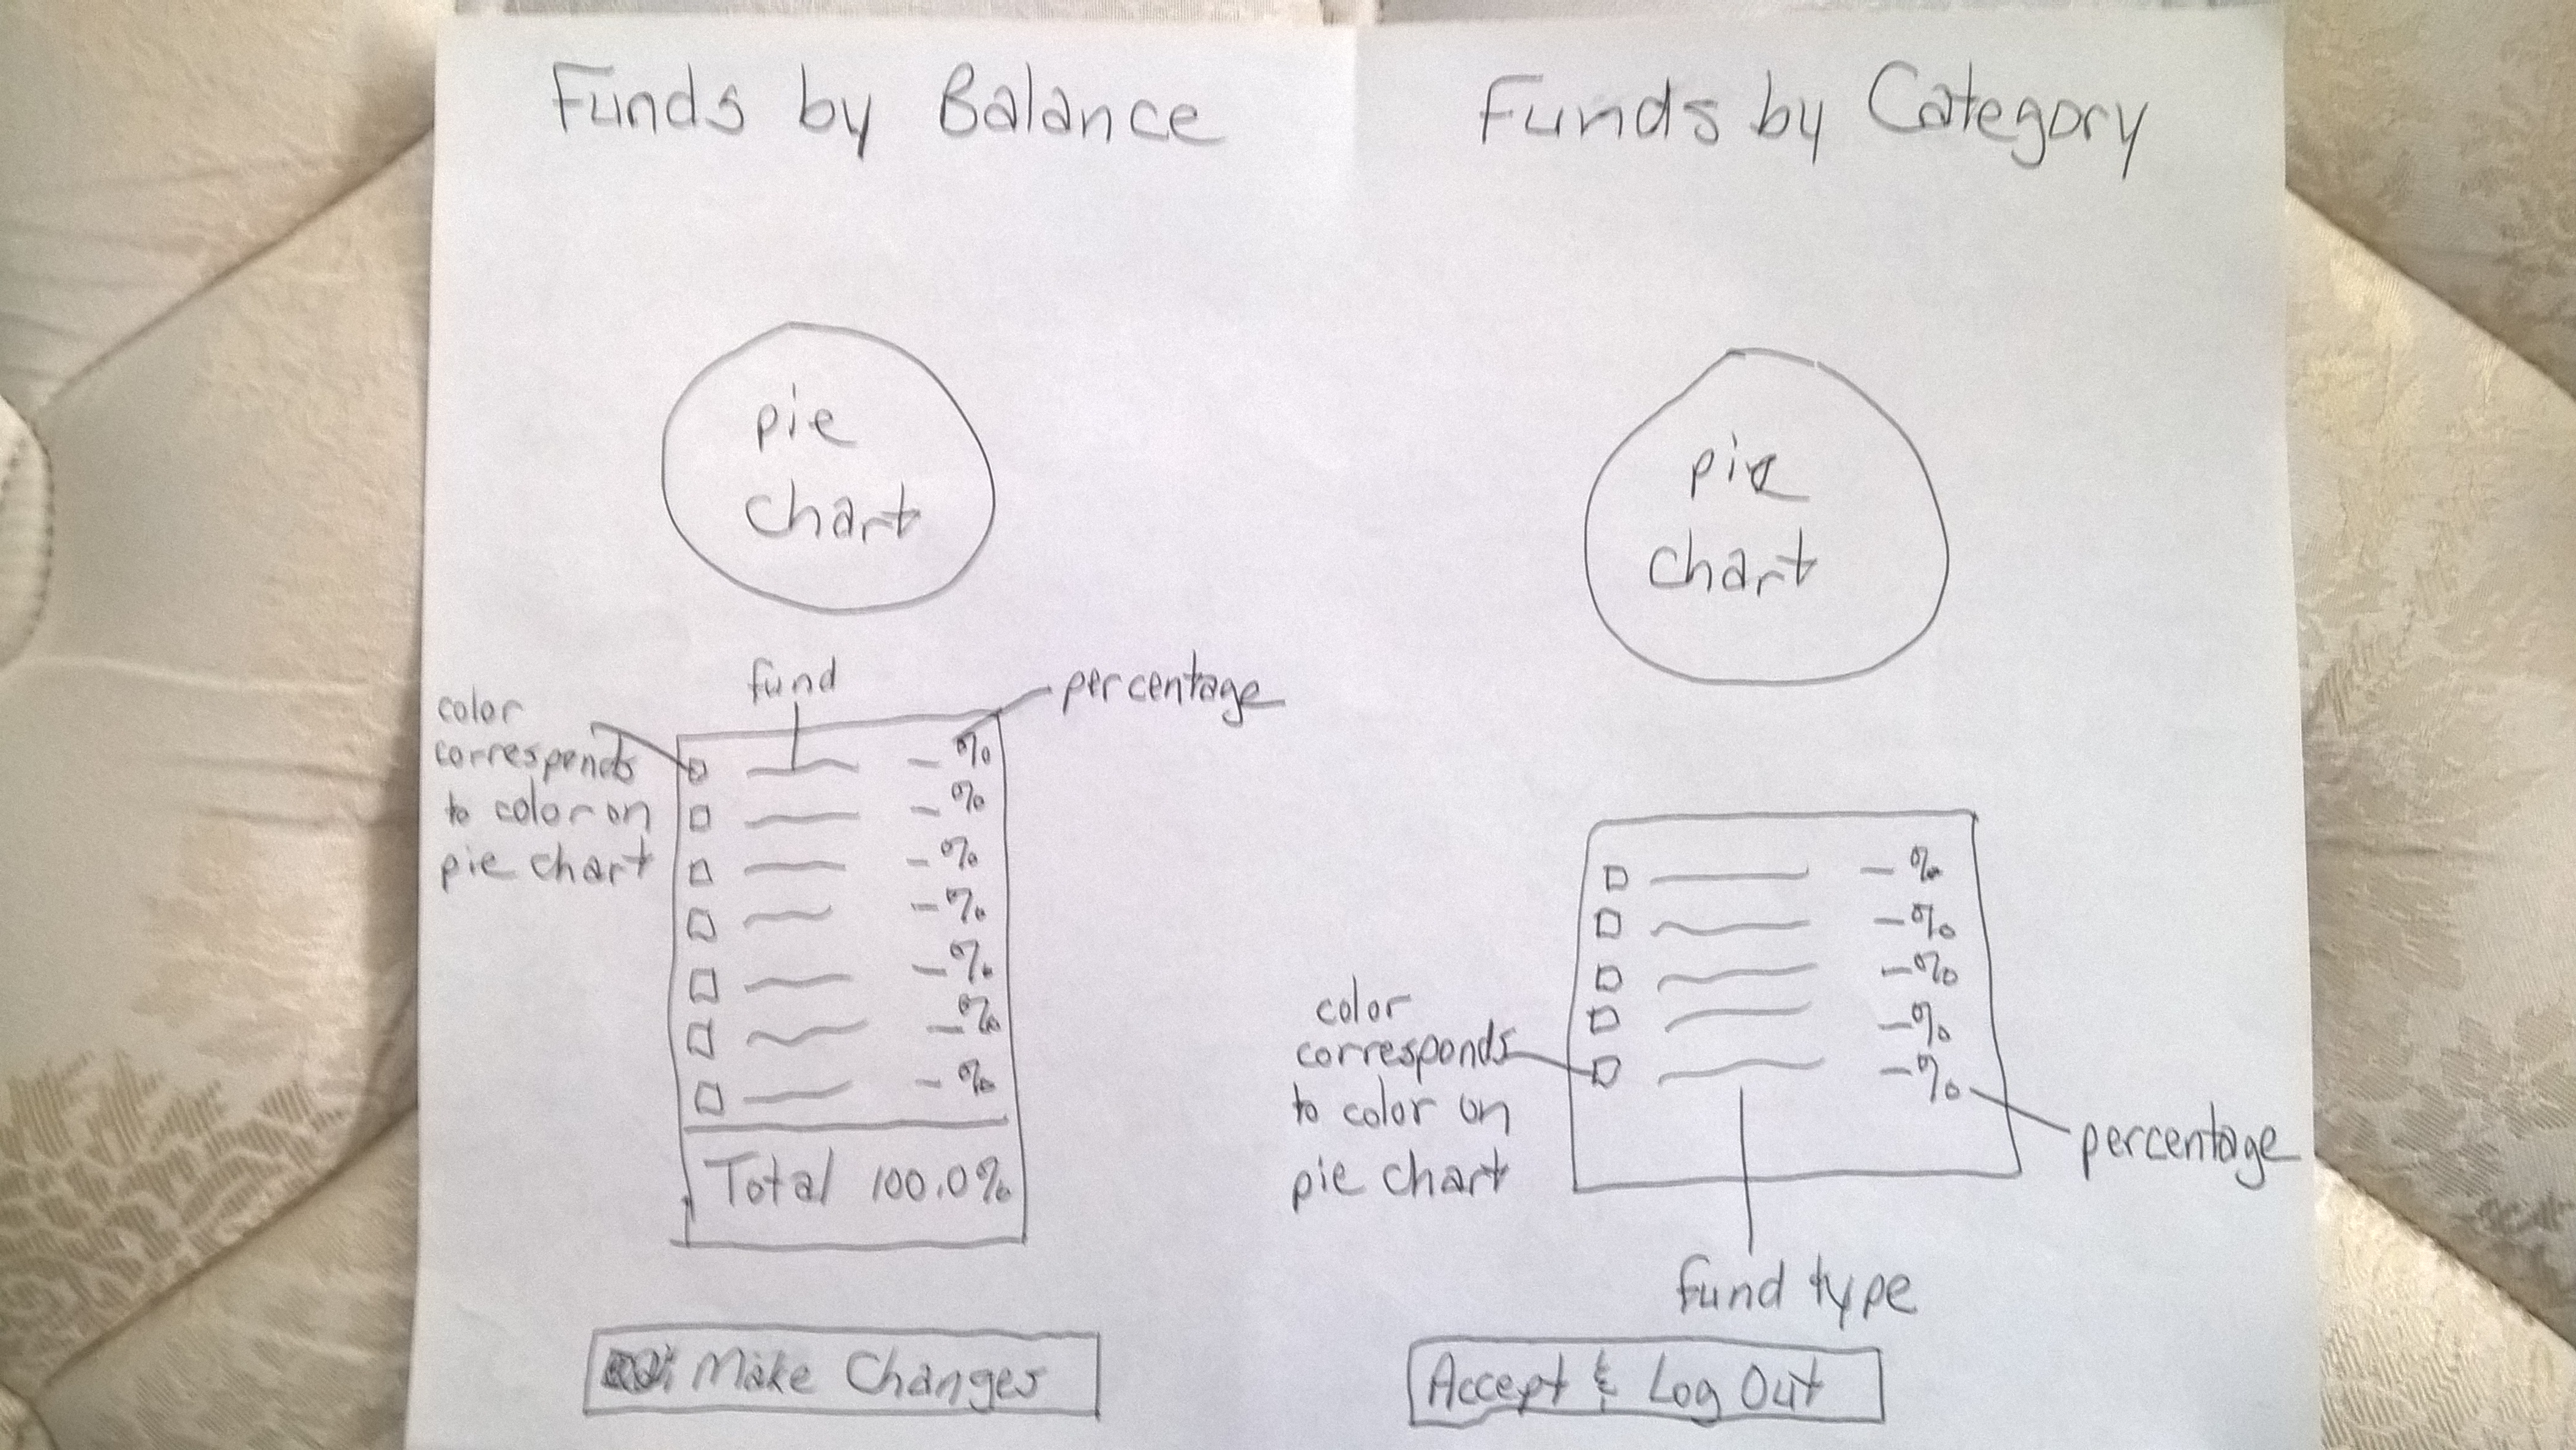 Funds by Balance
pie
chart
fund
percentage
color
corresponds
to color on
pie chart
%
%
%
%
%
%
%
Total 100.0%
Make Changes
Funds by Category
pie
chart
%
%
%
%
%
color
corresponds
to color on
pie chart
percentage
fund type
Accept & Log Out